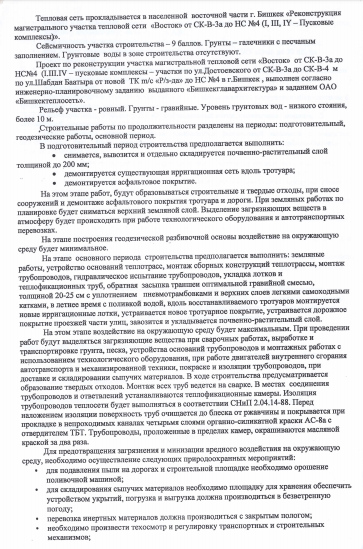 Тепловая сеть прокладывается в населенной восточной части г. Бишкек «Реконструкция
магистрального участка тепловой сети «Восток» от СК-В-3а до НС №4 (I, III, IY – Пусковые
комплексы)».
Сейсмичность участка строительства – 9 баллов. Грунты – галечники с песчаным
заполнением. Грунтовые воды в зоне строительства отсутствуют.
Проект по реконструкции участка магистральной тепловой сети «Восток» от СК-В-3а до
НС№4 (I.III.IV – пусковые комплексы – участки по ул.Достоевского от СК-В-3а до СК-В-4 м
по ул.Шабдан Баатыра от новой ТК m/с «Р/з-да» до НС№4 в г.Бишкек , выполнен согласно
инженерно-планировочному заданию выданного «Бишкекглавархитектура» и заданием ОАО
«Бишкектеплосеть».
Рельеф участка - ровный. Грунты - гравийные. Уровень грунтовых вод - низкого стояния,
более 10 м.
Строительные работы по продолжительности разделены на периоды: подготовительный,
геодезические работы, основной период.
В подготовительный период строительства предполагается выполнить:
• снимается, вывозится и отдельно складируется почвенно-растительный слой
толщиной до 200 мм;
• демонтируется существующая ирригационная сеть вдоль тротуара;
• демонтируется асфальтовое покрытие.
На этом этапе работ, будут образовываться строительные и твердые отходы, при сносе
сооружений и демонтаже асфальтового покрытия тротуара и дороги. При земляных работах по
планировке будет сниматься верхний земляной слой. Выделение загрязняющих веществ в
атмосферу будет происходить при работе технологического оборудования и автотранспортных
перевозках.
На этапе построения геодезической разбивочной основы воздействие на окружающую
среду будет минимальное.
На этапе основного периода строительства предполагается выполнить: земляные
работы, устройство оснований теплотрасс, монтаж сборных конструкций теплотрассы, монтаж
трубопроводов, гидравлическое испытание трубопроводов, укладка лотков и
теплофикационных труб, обратная засыпка траншеи оптимальной гравийной смесью,
толщиной 20-25 см с уплотнением пневмотрамбовками и верхних слоев легкими самоходными
катками, в летнее время с поливкой водой, вдоль восстанавливаемого тротуаров монтируется
новые ирригационные лотки, устраивается новое тротуарное покрытие, устраивается дорожное
покрытие проезжей части улиц, завозится и укладывается почвенно-растительный слой.
На этом этапе воздействие на окружающую среду будет максимальным. При проведении
работ будут выделяться загрязняющие вещества при сварочных работах, выработке и
транспортировке грунта, песка, устройства оснований трубопроводов и монтажных работах с
использованием технологического оборудования, при работе двигателей внутреннего сгорания
автотранспорта и механизированной техники, покраске и изоляции трубопроводов, при
доставке и складировании сыпучих материалов. В ходе строительства предусматривается
образование твердых отходов. Монтаж всех труб ведется на сварке. В местах соединения
трубопроводов и ответвлений устанавливаются теплофикационные камеры. Изоляция
трубопроводов теплосети будет выполняться в соответствии СНиП 2.04.14-88. Перед
наложением изоляции поверхность труб очищается до блеска от ржавчины и покрывается при
прокладке в непроходных каналах четырьмя слоями органно-силикатной краски АС-8а с
отвердителем ТБТ. Трубопроводы, проложенные в пределах камер, окрашиваются масляной
краской за два раза.
Для предотвращения загрязнения и минизации вредного воздействия на окружающую
среду, необходимо осуществление следующих природоохранных мероприятий:
• для подавления пыли на дорогах и строительной площадке необходимо орошение
поливочной машиной;
• для складирования сыпучих материалов необходимо площадку для хранения обеспечить
устройством укрытий, погрузка и выгрузка должна производиться в безветренную
погоду;
• перевозка инертных материалов должна производиться с закрытым пологом;
• необходимо произвести техосмотр и регулировку транспортных и строительных
механизмов;